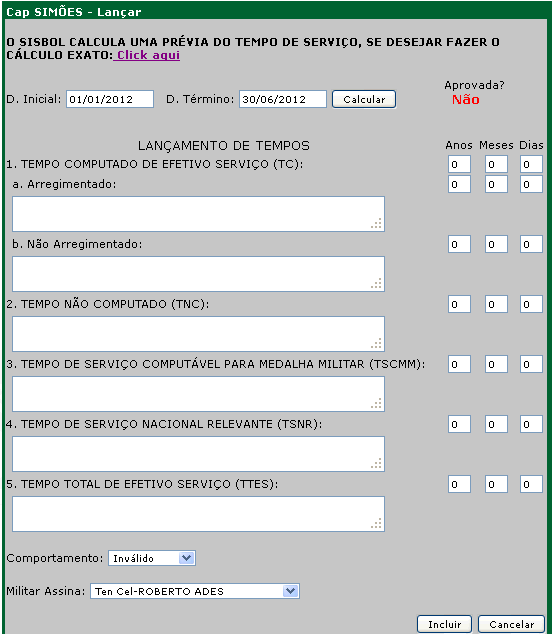 Cap SIMÕES - Lançar
O SISBOL CALCULA UMA PRÉVIA DO TEMPO DE SERVIÇO, SE DESEJAR FAZER O
CÁLCULO EXATO: Click aqui
Aprovada?
D. Inicial: 01/01/2012 D. Término: 30/06/2012 Calcular Não
LANÇAMENTO DE TEMPOS Anos Meses Dias
1. TEMPO COMPUTADO DE EFETIVO SERVIÇO (TC): 0 0 0
a. Arregimentado: 0 0 0
b. Não Arregimentado: 0 0 0
2. TEMPO NÃO COMPUTADO (TNC): 0 0 0
3. TEMPO DE SERVIÇO COMPUTÁVEL PARA MEDALHA MILITAR (TSCMM): 0 0 0
4. TEMPO DE SERVIÇO NACIONAL RELEVANTE (TSNR): 0 0 0
5. TEMPO TOTAL DE EFETIVO SERVIÇO (TTES): 0 0 0
Comportamento: Inválido
Militar Assina: Ten Cel-ROBERTO ADES
Incluir Cancelar